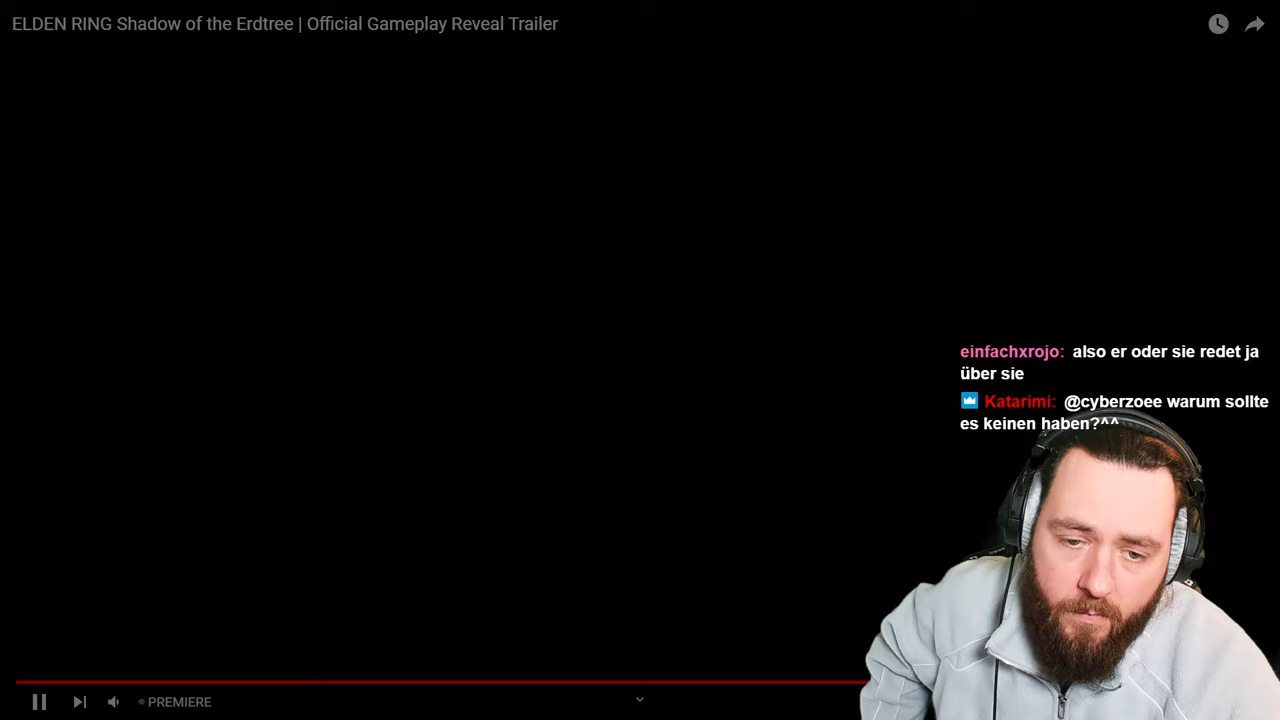 ELDEN RING Shadow of the Erdtree | Official Gameplay Reveal Trailer
einfachxrojo: also er oder sie redet ja
über sie
Katarimi: @cyberzoee warum sollte
es keinen haben?^^
PREMIERE